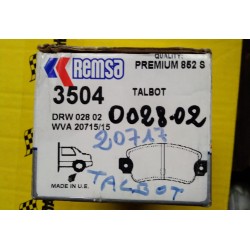 Remsa
QUALITY:
PREMIUM 852 S
3504
TALBOT
DRW 028 02
0028.02
WVA 20715/15
20717
MADE IN U.E.
TALBOT